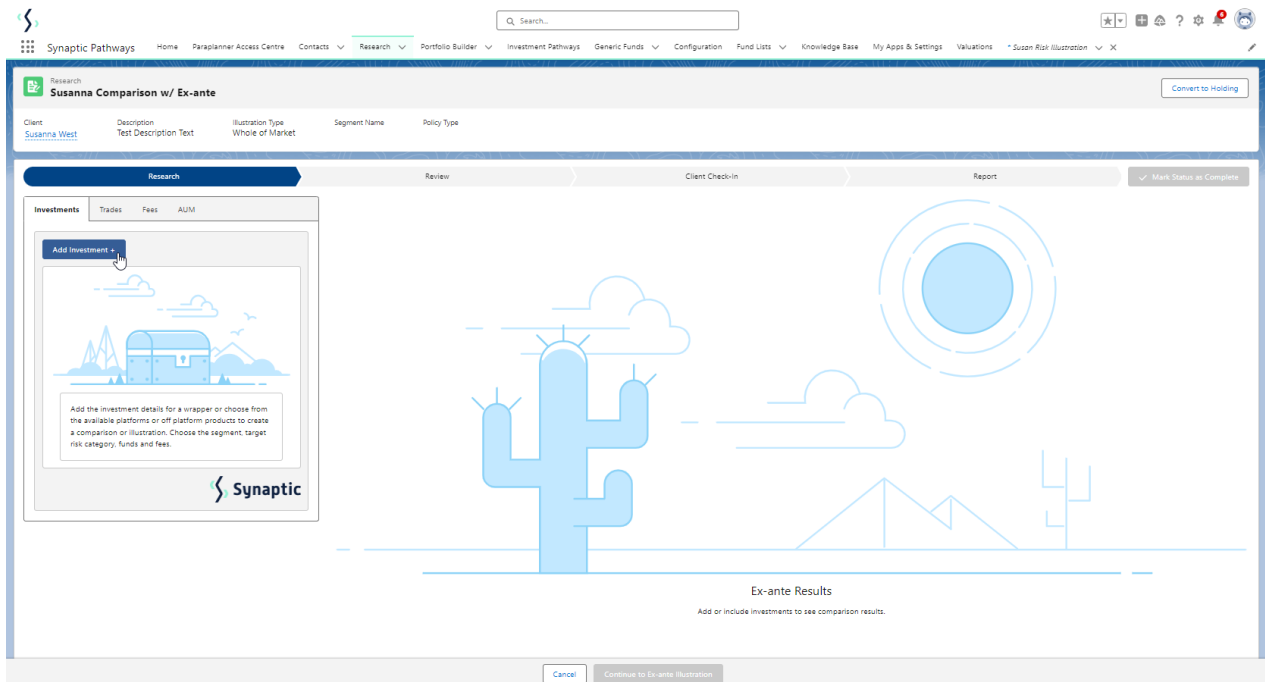 Search...
6
Synaptic Pathways Home Paraplanner Access Centre Contacts Research Portfolio Builder Investment Pathways Generic Funds Configuration Fund Lists Knowledge Base My Apps & Settings Valuations * Susan Risk Illustration
Research
Susanna Comparison w/ Ex-ante
Convert to Holding
Client Description Illustration Type Segment Name Policy Type
Susanna West Test Description Text Whole of Market
Research Review Client Check-in Report Mark Status as Complete
Investments Trades Fees AUM
Add Investment +
Add the investment details for a wrapper or choose from
the available platforms or off platform products to create
a comparison or illustration. Choose the segment, target
risk category, funds and fees.
Synaptic
Ex-ante Results
Add or include investments to see comparison results.
Cancel Continue to Ex-ante Illustration